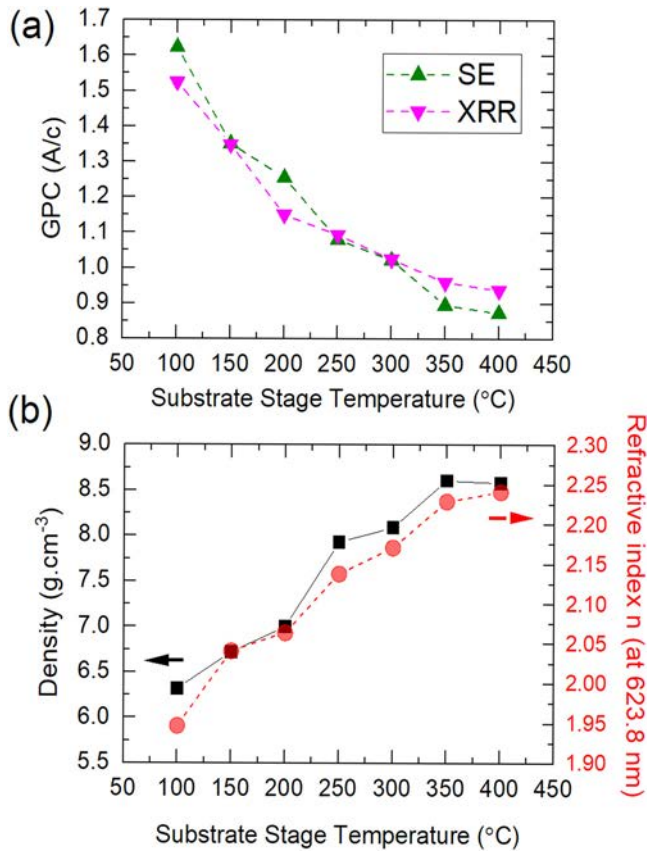 (a)
1.7
1.6
1.5
1.4
1.3
1.2
1.1
1.0
0.9
0.8
GPC (A/c)
SE
XRR
50 100 150 200 250 300 350 400 450
Substrate Stage Temperature (°C)
(b)
9.0
8.5
8.0
7.5
7.0
6.5
6.0
5.5
Density (g.cm-3)
2.30
2.25
2.20
2.15
2.10
2.05
2.00
1.95
1.90
Refractive index n (at 623.8 nm)
50 100 150 200 250 300 350 400 450
Substrate Stage Temperature (°C)